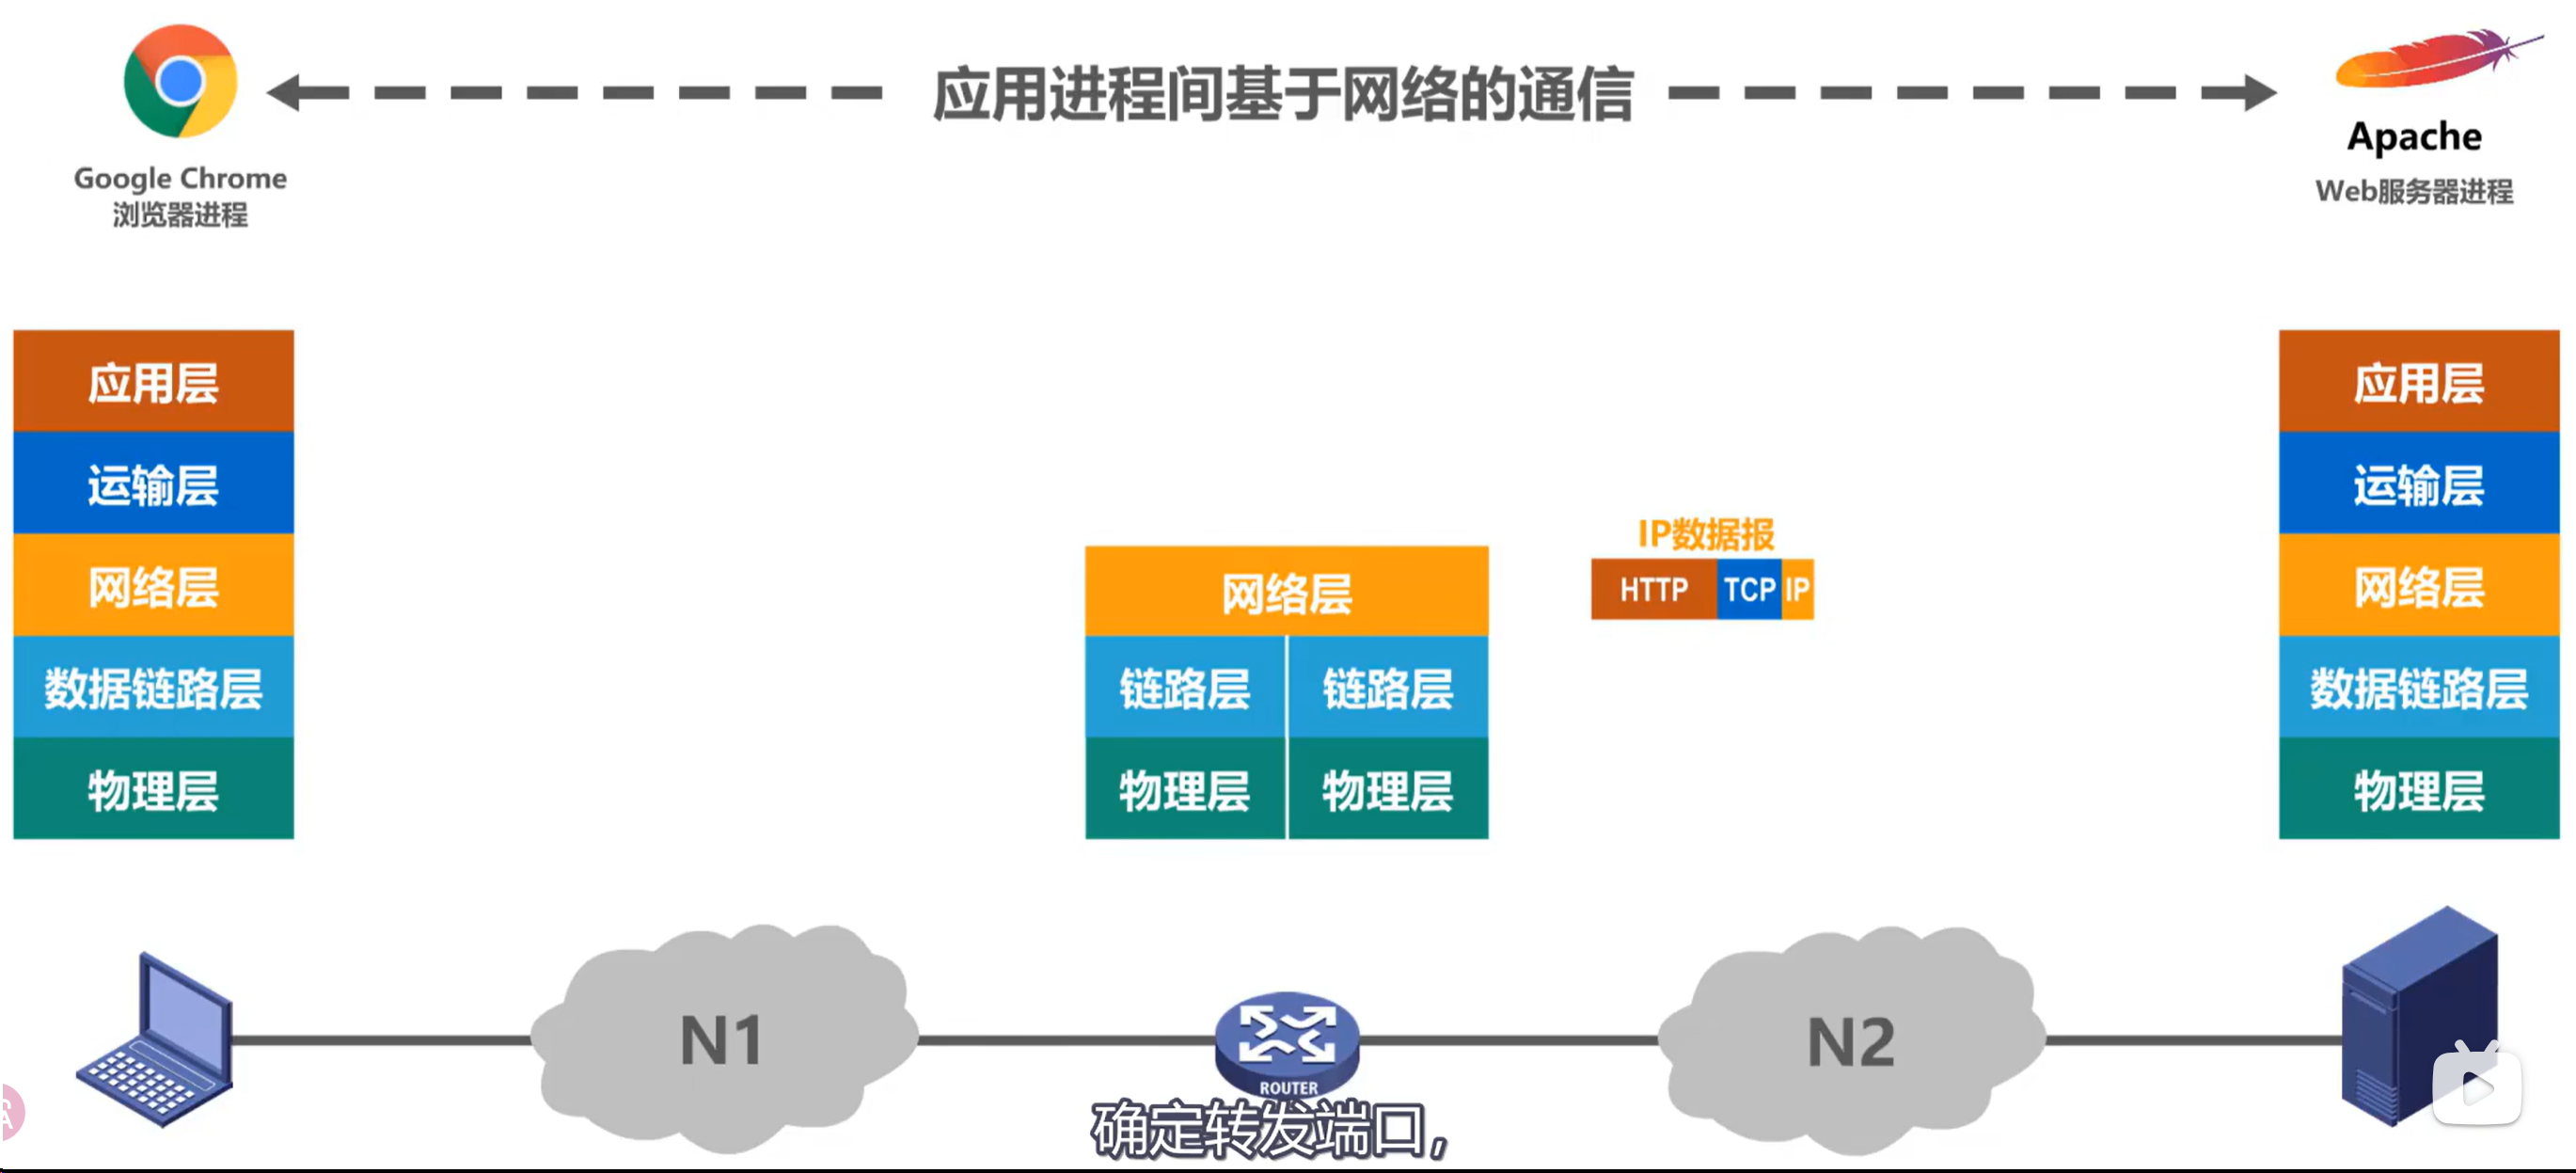 应用进程间基于网络的通信
Google Chrome
浏览器进程
Apache
Web服务器进程
应用层
运输层
网络层
数据链路层
物理层
IP数据报
HTTP TCP IP
网络层
链路层 链路层
物理层 物理层
应用层
运输层
网络层
数据链路层
物理层
N1
ROUTER
N2
确定转发端口,